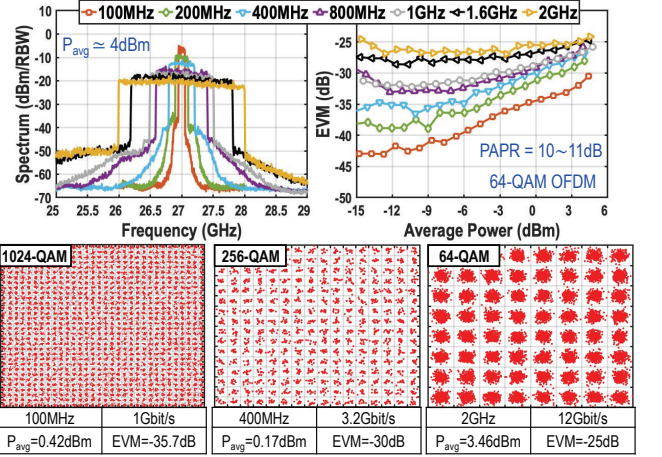 100MHz 200MHz 400MHz 800MHz 1GHz 1.6GHz 2GHz
Spectrum (dBm/RBW)
10
0
-10
-20
-30
-40
-50
-60
-70
Pavg ≃ 4dBm
25 25.5 26 26.5 27 27.5 28 28.5 29
Frequency (GHz)
EVM (dB)
-25
-30
-35
-40
-45
-50
PAPR = 10~11dB
64-QAM OFDM
-15 -12 -9 -6 -3 0 3 6
Average Power (dBm)
1024-QAM
100MHz 1Gbit/s
Pavg=0.42dBm EVM=-35.7dB
256-QAM
400MHz 3.2Gbit/s
Pavg=0.17dBm EVM=-30dB
64-QAM
2GHz 12Gbit/s
Pavg=3.46dBm EVM=-25dB